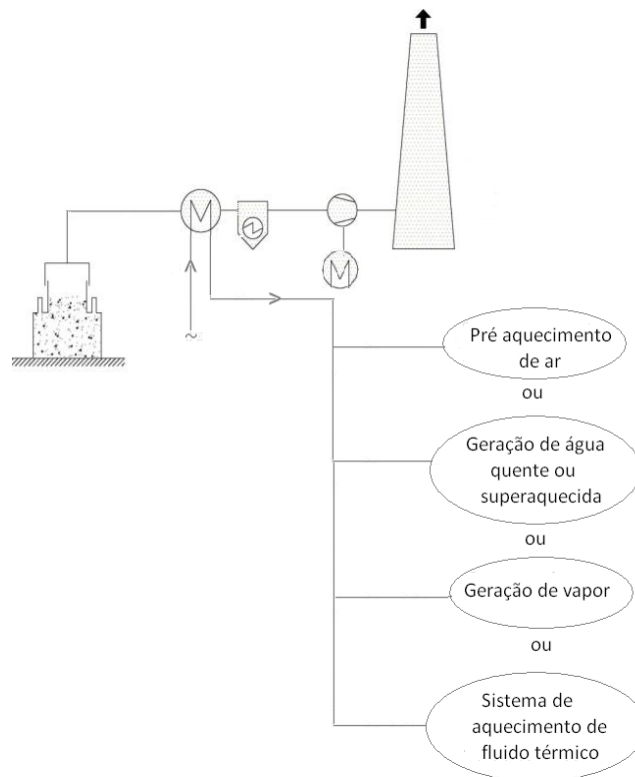 ~
Pré aquecimento
de ar
ou
Geração de água
quente ou
superaquecida
ou
Geração de vapor
ou
Sistema de
aquecimento de
fluido térmico